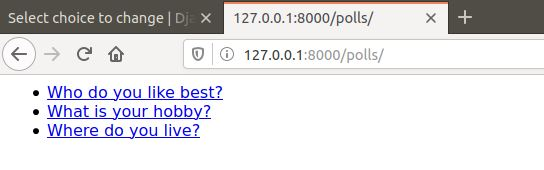 Select choice to change | Dja
127.0.0.1:8000/polls/
127.0.0.1:8000/polls/
Who do you like best?
What is your hobby?
Where do you live?